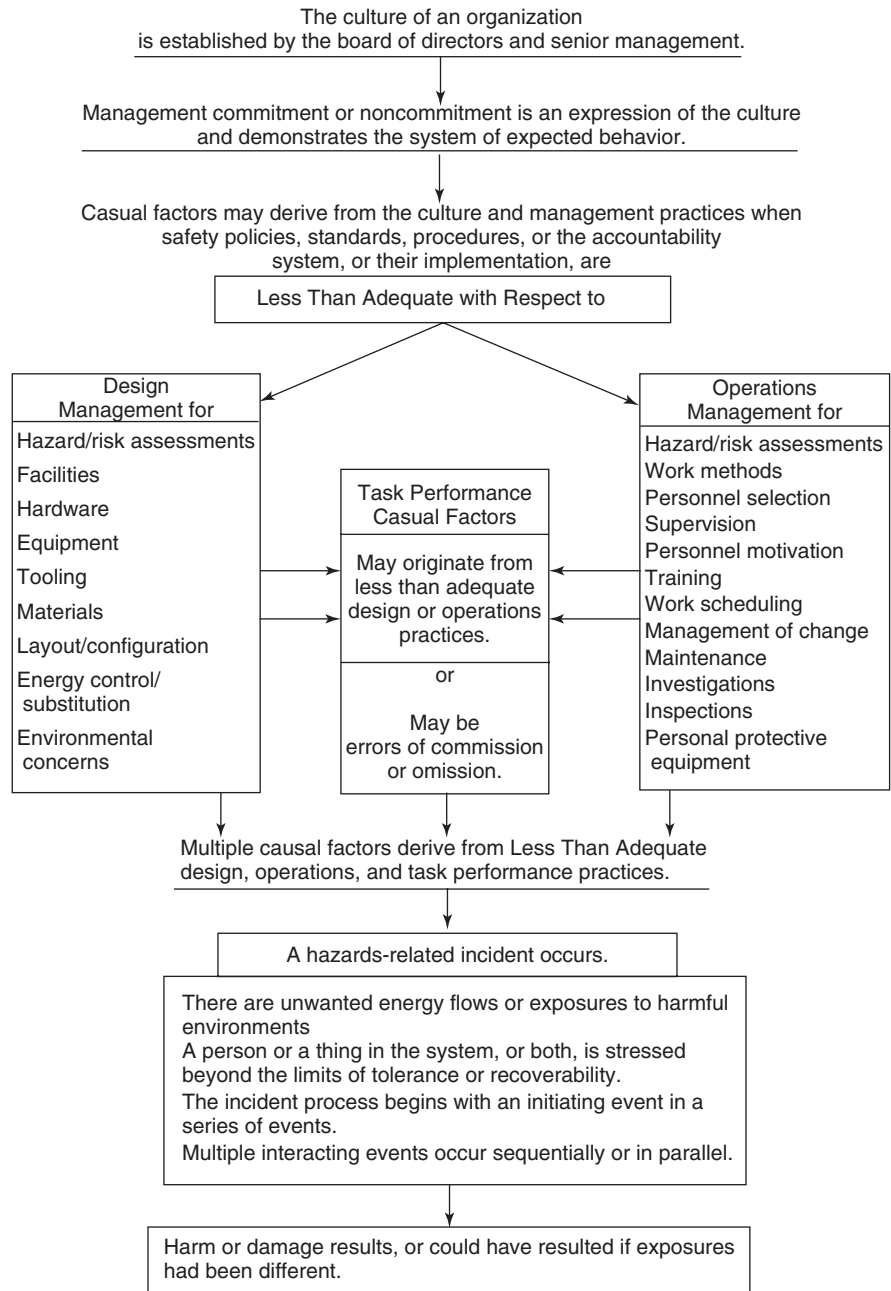 The culture of an organization
is established by the board of directors and senior management.
Management commitment or noncommitment is an expression of the culture
and demonstrates the system of expected behavior.
Casual factors may derive from the culture and management practices when
safety policies, standards, procedures, or the accountability
system, or their implementation, are
Less Than Adequate with Respect to
Design
Management for
Hazard/risk assessments
Facilities
Hardware
Equipment
Tooling
Materials
Layout/configuration
Energy control/
substitution
Environmental
concerns
Task Performance
Casual Factors
May originate from
less than adequate
design or operations
practices.
or
May be
errors of commission
or omission.
Operations
Management for
Hazard/risk assessments
Work methods
Personnel selection
Supervision
Personnel motivation
Training
Work scheduling
Management of change
Maintenance
Investigations
Inspections
Personal protective
equipment
Multiple causal factors derive from Less Than Adequate
design, operations, and task performance practices.
A hazards-related incident occurs.
There are unwanted energy flows or exposures to harmful
environments
A person or a thing in the system, or both, is stressed
beyond the limits of tolerance or recoverability.
The incident process begins with an initiating event in a
series of events.
Multiple interacting events occur sequentially or in parallel.
Harm or damage results, or could have resulted if exposures
had been different.